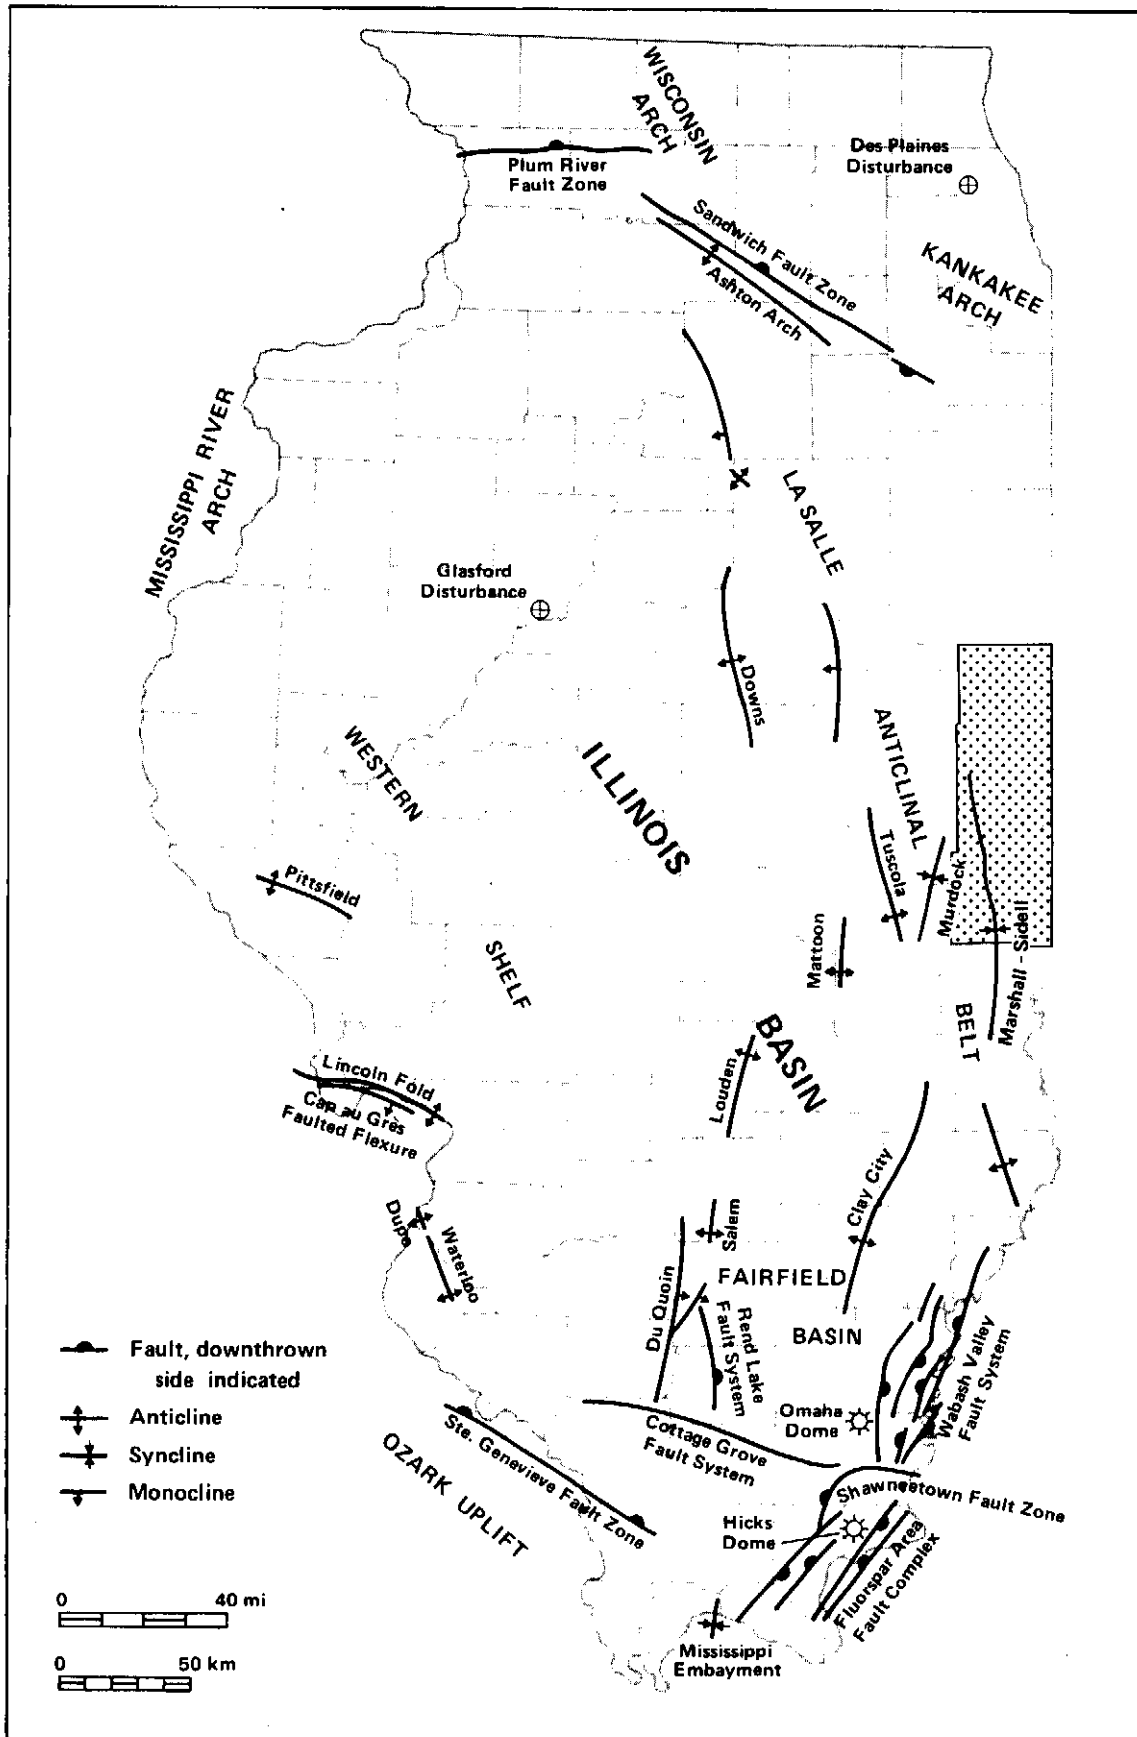 WISCONSIN
ARCH
Des Plaines
Disturbance
Plum River
Fault Zone
Sandwich Fault Zone
Ashton Arch
KANKAKEE
ARCH
MISSISSIPPI RIVER
ARCH
LA SALLE
Glasford
Disturbance
Downs
ANTICLINAL
WESTERN
ILLINOIS
Tuscola
Murdock
Pittsfield
Mattoon
Marshall - Sidell
SHELF
BELT
BASIN
Louden
Lincoln Fold
Cap au Gres
Faulted Flexure
Clay City
Dupo
Waterloo
Salem
FAIRFIELD
BASIN
Du Quoin
Rend Lake
Fault System
Wabash Valley
Fault System
Fault, downthrown
side indicated
Anticline
Syncline
Monocline
Omaha
Dome
Cottage Grove
Fault System
Ste. Genevieve Fault Zone
OZARK UPLIFT
Shawneetown Fault Zone
Hicks
Dome
Fluorspar Area
Fault Complex
Mississippi
Embayment
0 40 mi
0 50 km